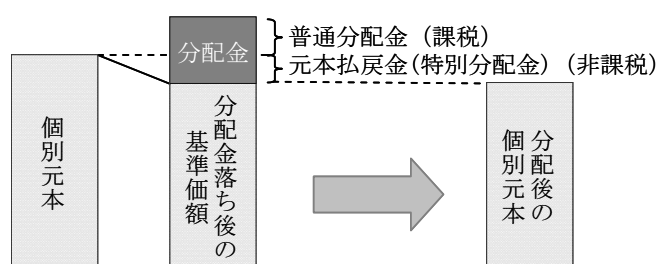 分配金
普通分配金（課税）
元本払戻金（特別分配金）（非課税）
個別元本
分配金落ち後の
基準価額
分配後の
個別元本